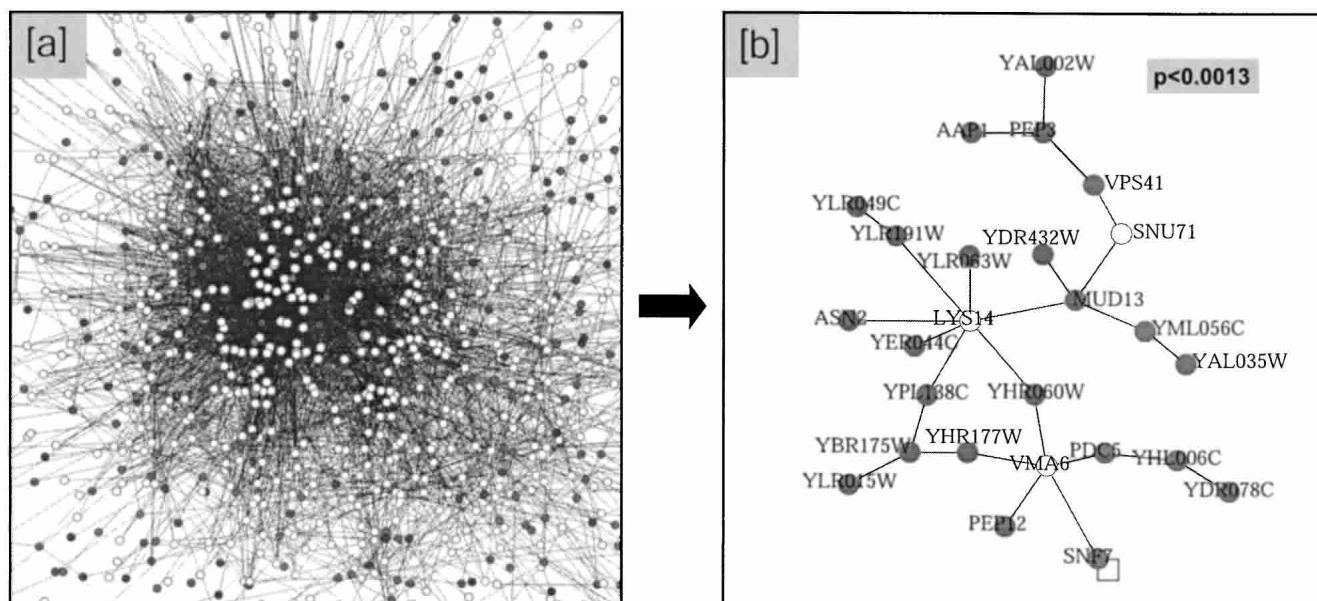 [a]
[b]
YAL002W
p<0.0013
AAP1
PEP3
VPS41
YLR049C
YLR191W
YDR432W
SNU71
YLR063W
MUD13
ASN2
LYS14
YER044C
YML056C
YAL035W
YPL138C
YHR060W
YBR175W
YHR177W
VMA6
PDC5
YHL006C
YLR015W
YDR078C
PEP12
SNF7